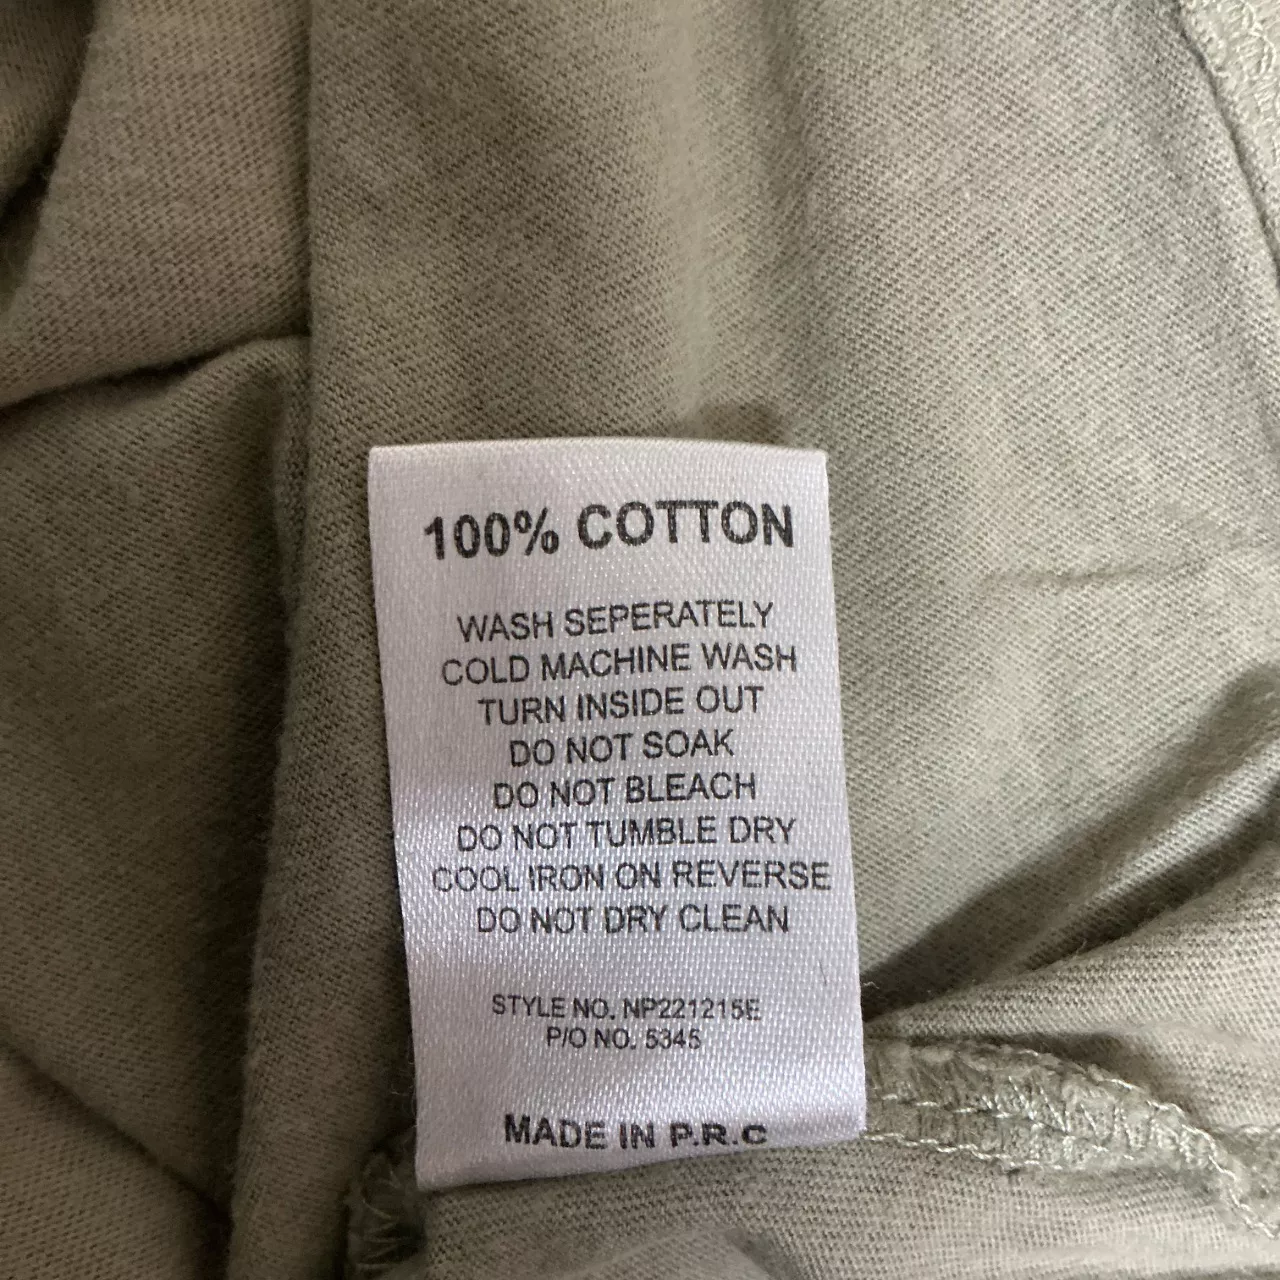 100% COTTON
WASH SEPERATELY
COLD MACHINE WASH
TURN INSIDE OUT
DO NOT SOAK
DO NOT BLEACH
DO NOT TUMBLE DRY
COOL IRON ON REVERSE
DO NOT DRY CLEAN
STYLE NO. NP221215E
P/O NO. 5345
MADE IN P.R.C